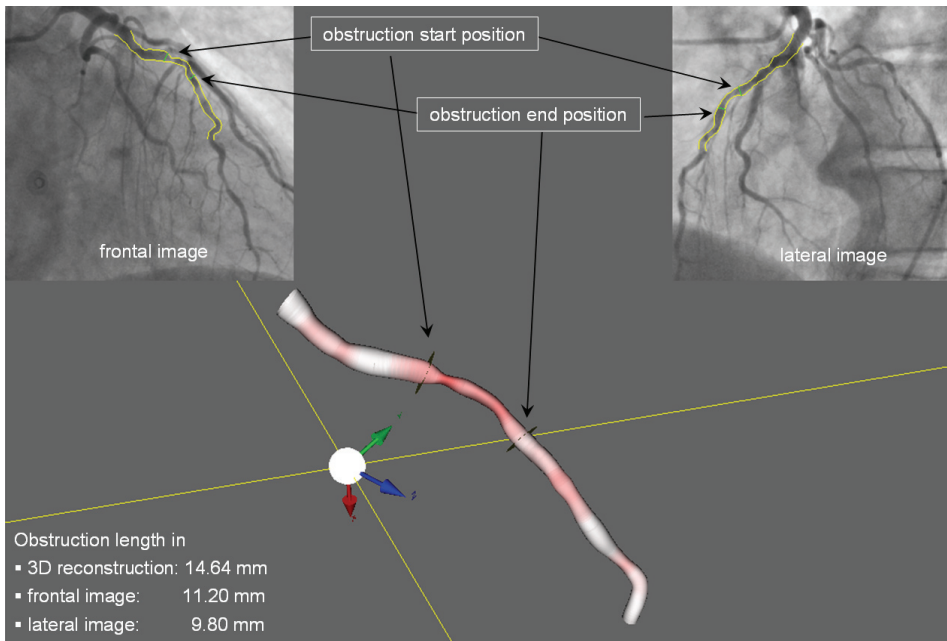 obstruction start position
obstruction end position
frontal image
lateral image
Obstruction length in
▪ 3D reconstruction: 14.64 mm
▪ frontal image: 11.20 mm
▪ lateral image: 9.80 mm